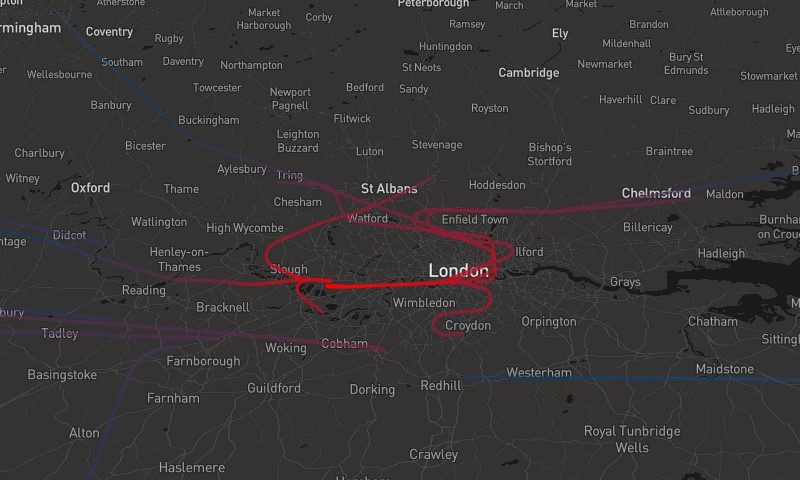 Atherstone
Peterborough
March
Market
Market
Harborough
Corby
Attleborough
rmingham
Coventry
Rugby
Ramsey
Brandon
Ely
Huntingdon
Mildenhall
Wellesbourne
Southam
Daventry
Northampton
St Neots
Cambridge
Newmarket
Bury St
Edmunds
Stowmarket
Towcester
Bedford
Sandy
Newport
Pagnell
Banbury
Royston
Haverhill
Clare
Sudbury
Hadleigh
Buckingham
Flitwick
Leighton
Buzzard
Bicester
Luton
Stevenage
Bishop's
Stortford
Braintree
Charlbury
Witney
Aylesbury
Tring
Oxford
Thame
St Albans
Hoddesdon
Chelmsford
Maldon
Chesham
Watlington
High Wycombe
Watford
Enfield Town
Billericay
Burnha
on Crou
Didcot
ntage
Henley-on-
Thames
Ilford
Hadleigh
Slough
London
Grays
Reading
Bracknell
Wimbledon
bury
Tadley
Croydon
Orpington
Chatham
Sitting
Woking
Cobham
Farnborough
Basingstoke
Guildford
Dorking
Redhill
Westerham
Maidstone
Farnham
Alton
Royal Tunbridge
Wells
Crawley
Haslemere